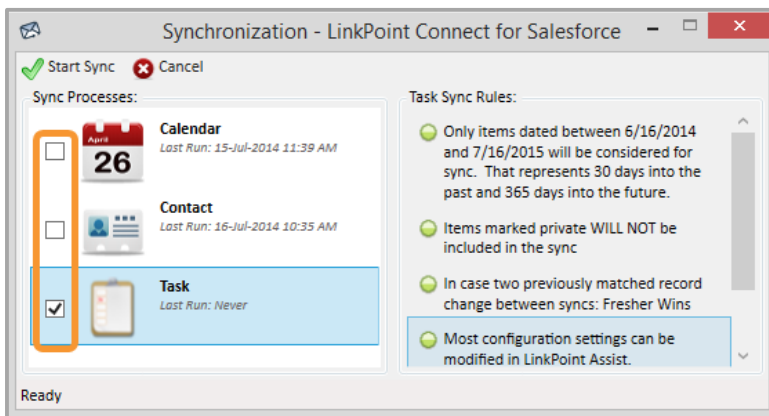 Synchronization - LinkPoint Connect for Salesforce
Start Sync Cancel
Sync Processes:
April
26
Calendar
Last Run: 15-Jul-2014 11:39 AM
Contact
Last Run: 16-Jul-2014 10:35 AM
Task
Last Run: Never
Task Sync Rules:
Only items dated between 6/16/2014
and 7/16/2015 will be considered for
sync. That represents 30 days into the
past and 365 days into the future.
Items marked private WILL NOT be
included in the sync
In case two previously matched record
change between syncs: Fresher Wins
Most configuration settings can be
modified in LinkPoint Assist.
Ready